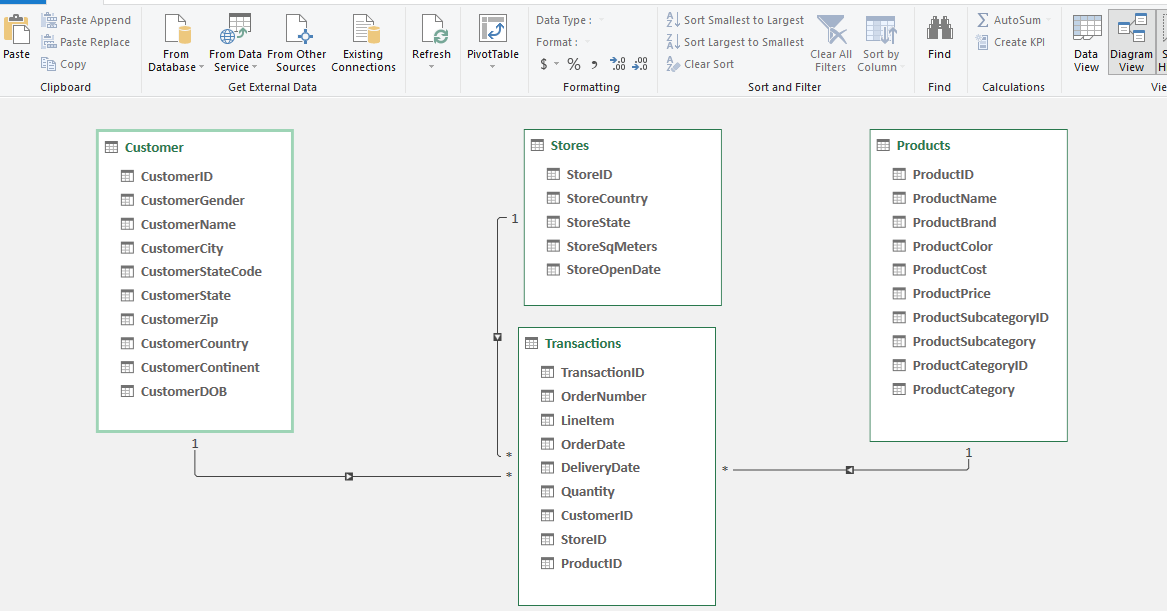 Paste
Paste Append
Paste Replace
Copy
Clipboard
From Database
From Data Service
From Other Sources
Existing Connections
Get External Data
Refresh
PivotTable
Data Type :
Format :
$ % , .00 .00
Formatting
Sort Smallest to Largest
Sort Largest to Smallest
Clear Sort
Clear All Filters
Sort by Column
Sort and Filter
Find
Find
AutoSum
Create KPI
Calculations
Data View
Diagram View
Customer
CustomerID
CustomerGender
CustomerName
CustomerCity
CustomerStateCode
CustomerState
CustomerZip
CustomerCountry
CustomerContinent
CustomerDOB
1
Stores
StoreID
StoreCountry
StoreState
StoreSqMeters
StoreOpenDate
1
Products
ProductID
ProductName
ProductBrand
ProductColor
ProductCost
ProductPrice
ProductSubcategoryID
ProductSubcategory
ProductCategoryID
ProductCategory
1
Transactions
TransactionID
OrderNumber
LineItem
OrderDate
DeliveryDate
Quantity
CustomerID
StoreID
ProductID
*
*
*